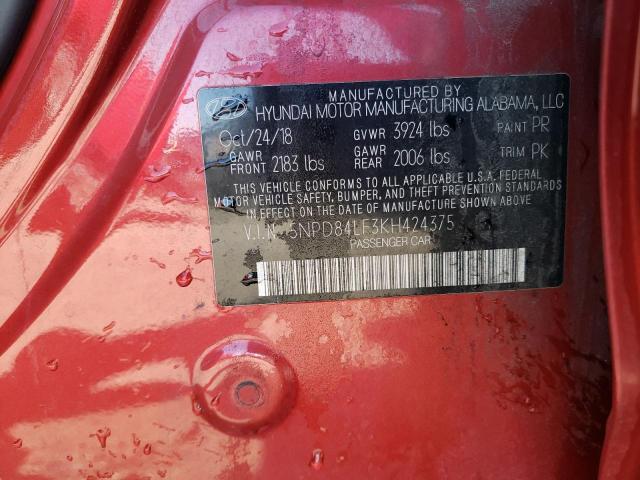 MANUFACTURED BY
HYUNDAI MOTOR MANUFACTURING ALABAMA, LLC
Oct/24/18 GVWR 3924 lbs PAINT PR
GAWR FRONT 2183 lbs GAWR REAR 2006 lbs TRIM PK
THIS VEHICLE CONFORMS TO ALL APPLICABLE U.S.A. FEDERAL
MOTOR VEHICLE SAFETY, BUMPER, AND THEFT PREVENTION STANDARDS
IN EFFECT ON THE DATE OF MANUFACTURE SHOWN ABOVE.
V.I.N: 5NPD84LF3KH424375
PASSENGER CAR